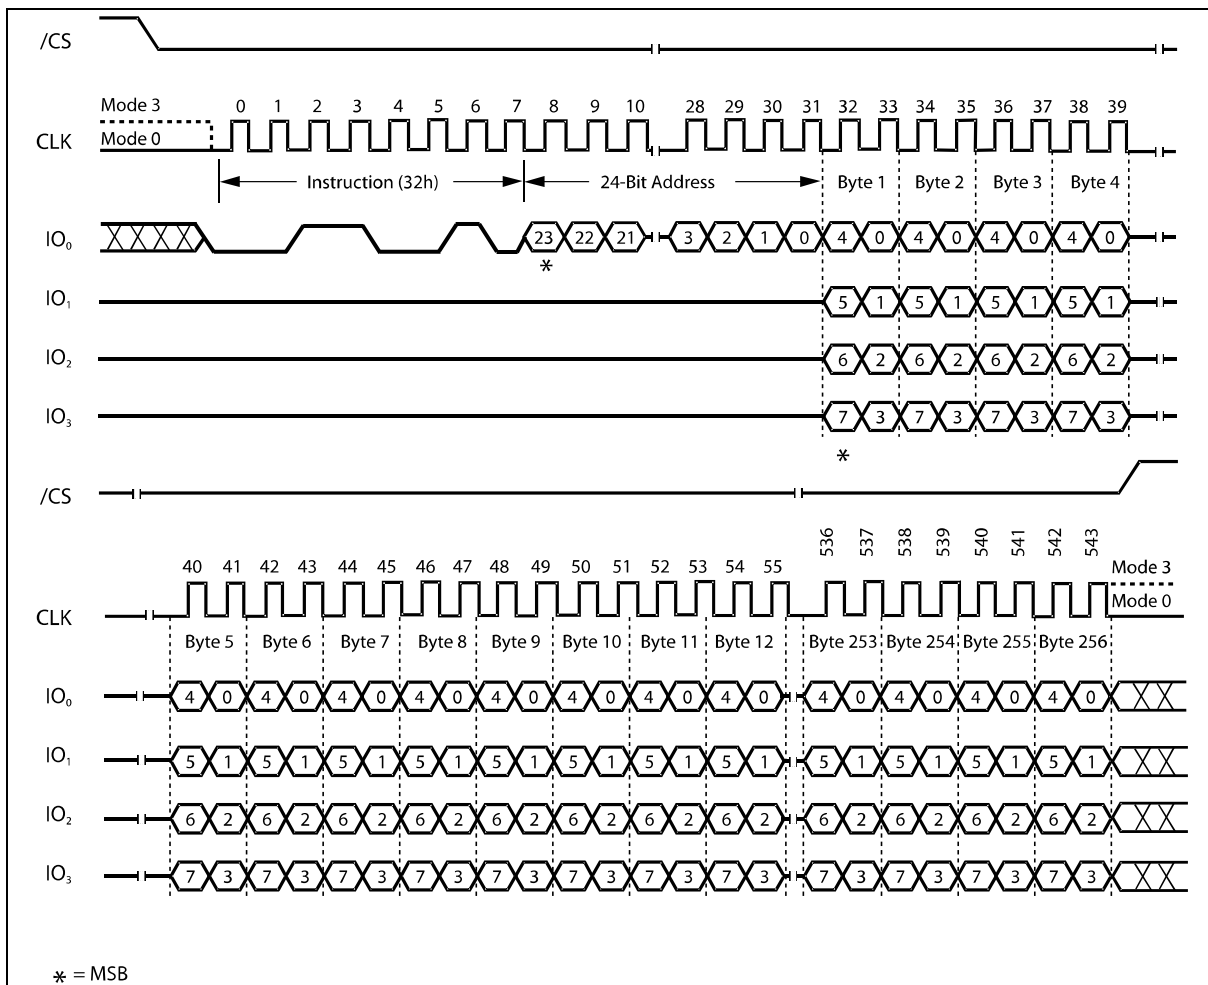 /CS
Mode 3
0 1 2 3 4 5 6 7 8 9 10 28 29 30 31 32 33 34 35 36 37 38 39
CLK
Mode 0
Instruction (32h) 24-Bit Address Byte 1 Byte 2 Byte 3 Byte 4
IO₀ 23 22 21 3 2 1 0 4 0 4 0 4 0 4 0
*
IO₁ 5 1 5 1 5 1 5 1
IO₂ 6 2 6 2 6 2 6 2
IO₃ 7 3 7 3 7 3 7 3
*
/CS
536 537 538 539 540 541 542 543
40 41 42 43 44 45 46 47 48 49 50 51 52 53 54 55 Mode 3
CLK Mode 0
Byte 5 Byte 6 Byte 7 Byte 8 Byte 9 Byte 10 Byte 11 Byte 12 Byte 253 Byte 254 Byte 255 Byte 256
IO₀ 4 0 4 0 4 0 4 0 4 0 4 0 4 0 4 0 4 0 4 0 4 0 4 0
IO₁ 5 1 5 1 5 1 5 1 5 1 5 1 5 1 5 1 5 1 5 1 5 1 5 1
IO₂ 6 2 6 2 6 2 6 2 6 2 6 2 6 2 6 2 6 2 6 2 6 2 6 2
IO₃ 7 3 7 3 7 3 7 3 7 3 7 3 7 3 7 3 7 3 7 3 7 3 7 3
* = MSB